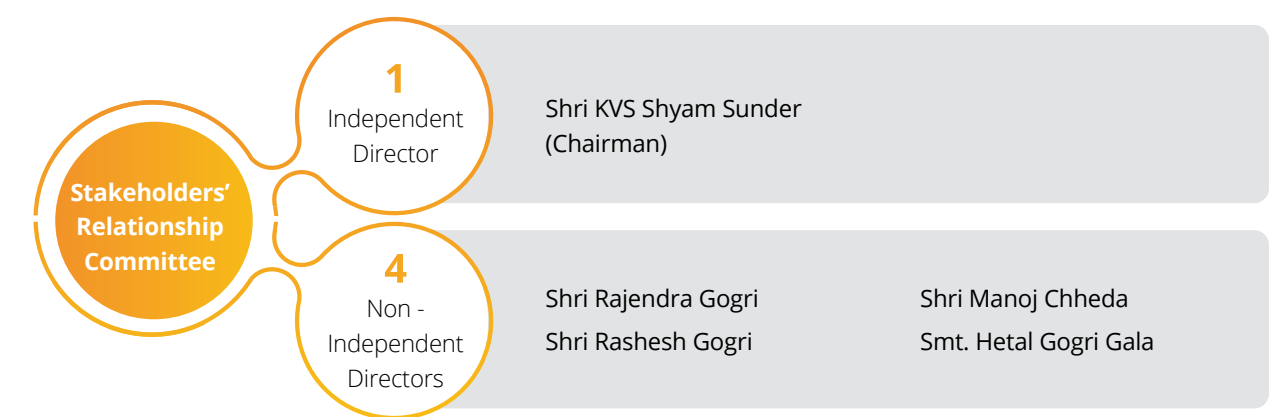 Stakeholders’
Relationship
Committee
1
Independent
Director
Shri KVS Shyam Sunder
(Chairman)
4
Non -
Independent
Directors
Shri Rajendra Gogri
Shri Rashesh Gogri
Shri Manoj Chheda
Smt. Hetal Gogri Gala